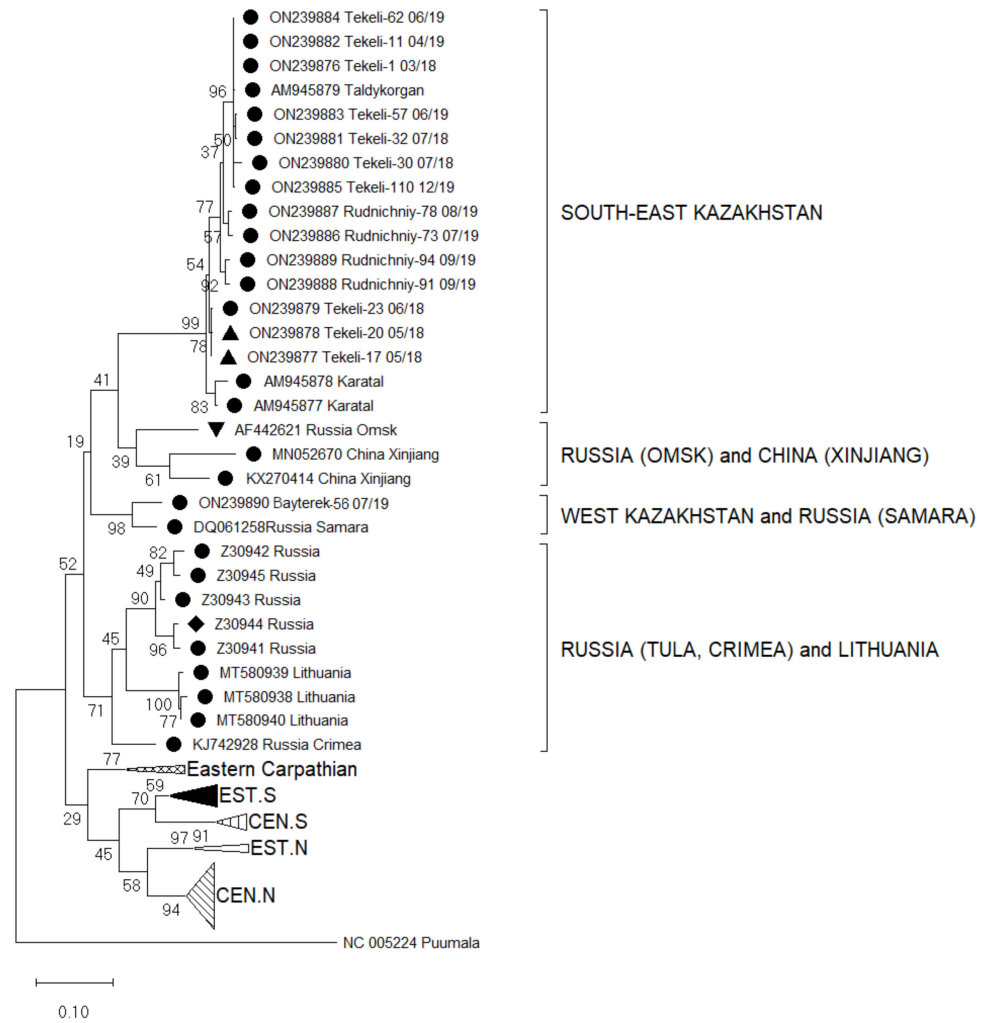 ON239884 Tekeli-62 06/19
ON239882 Tekeli-11 04/19
ON239876 Tekeli-1 03/18
96
AM945879 Taldykorgan
ON239883 Tekeli-57 06/19
50
ON239881 Tekeli-32 07/18
37
ON239880 Tekeli-30 07/18
ON239885 Tekeli-110 12/19
77
ON239887 Rudnichniy-78 08/19
SOUTH-EAST KAZAKHSTAN
57
ON239886 Rudnichniy-73 07/19
54
ON239889 Rudnichniy-94 09/19
92
ON239888 Rudnichniy-91 09/19
ON239879 Tekeli-23 06/18
99
ON239878 Tekeli-20 05/18
78
ON239877 Tekeli-17 05/18
41
AM945878 Karatal
83
AM945877 Karatal
AF442621 Russia Omsk
19
39
MN052670 China Xinjiang
RUSSIA (OMSK) and CHINA (XINJIANG)
61
KX270414 China Xinjiang
ON239890 Bayterek-56 07/19
WEST KAZAKHSTAN and RUSSIA (SAMARA)
98
DQ061258Russia Samara
82
Z30942 Russia
52
49
Z30945 Russia
90
Z30943 Russia
Z30944 Russia
45
96
Z30941 Russia
RUSSIA (TULA, CRIMEA) and LITHUANIA
MT580939 Lithuania
100
MT580938 Lithuania
71
77
MT580940 Lithuania
KJ742928 Russia Crimea
77
Eastern Carpathian
59
70
EST.S
29
CEN.S
97
91
EST.N
45
58
CEN.N
94
NC 005224 Puumala
0.10